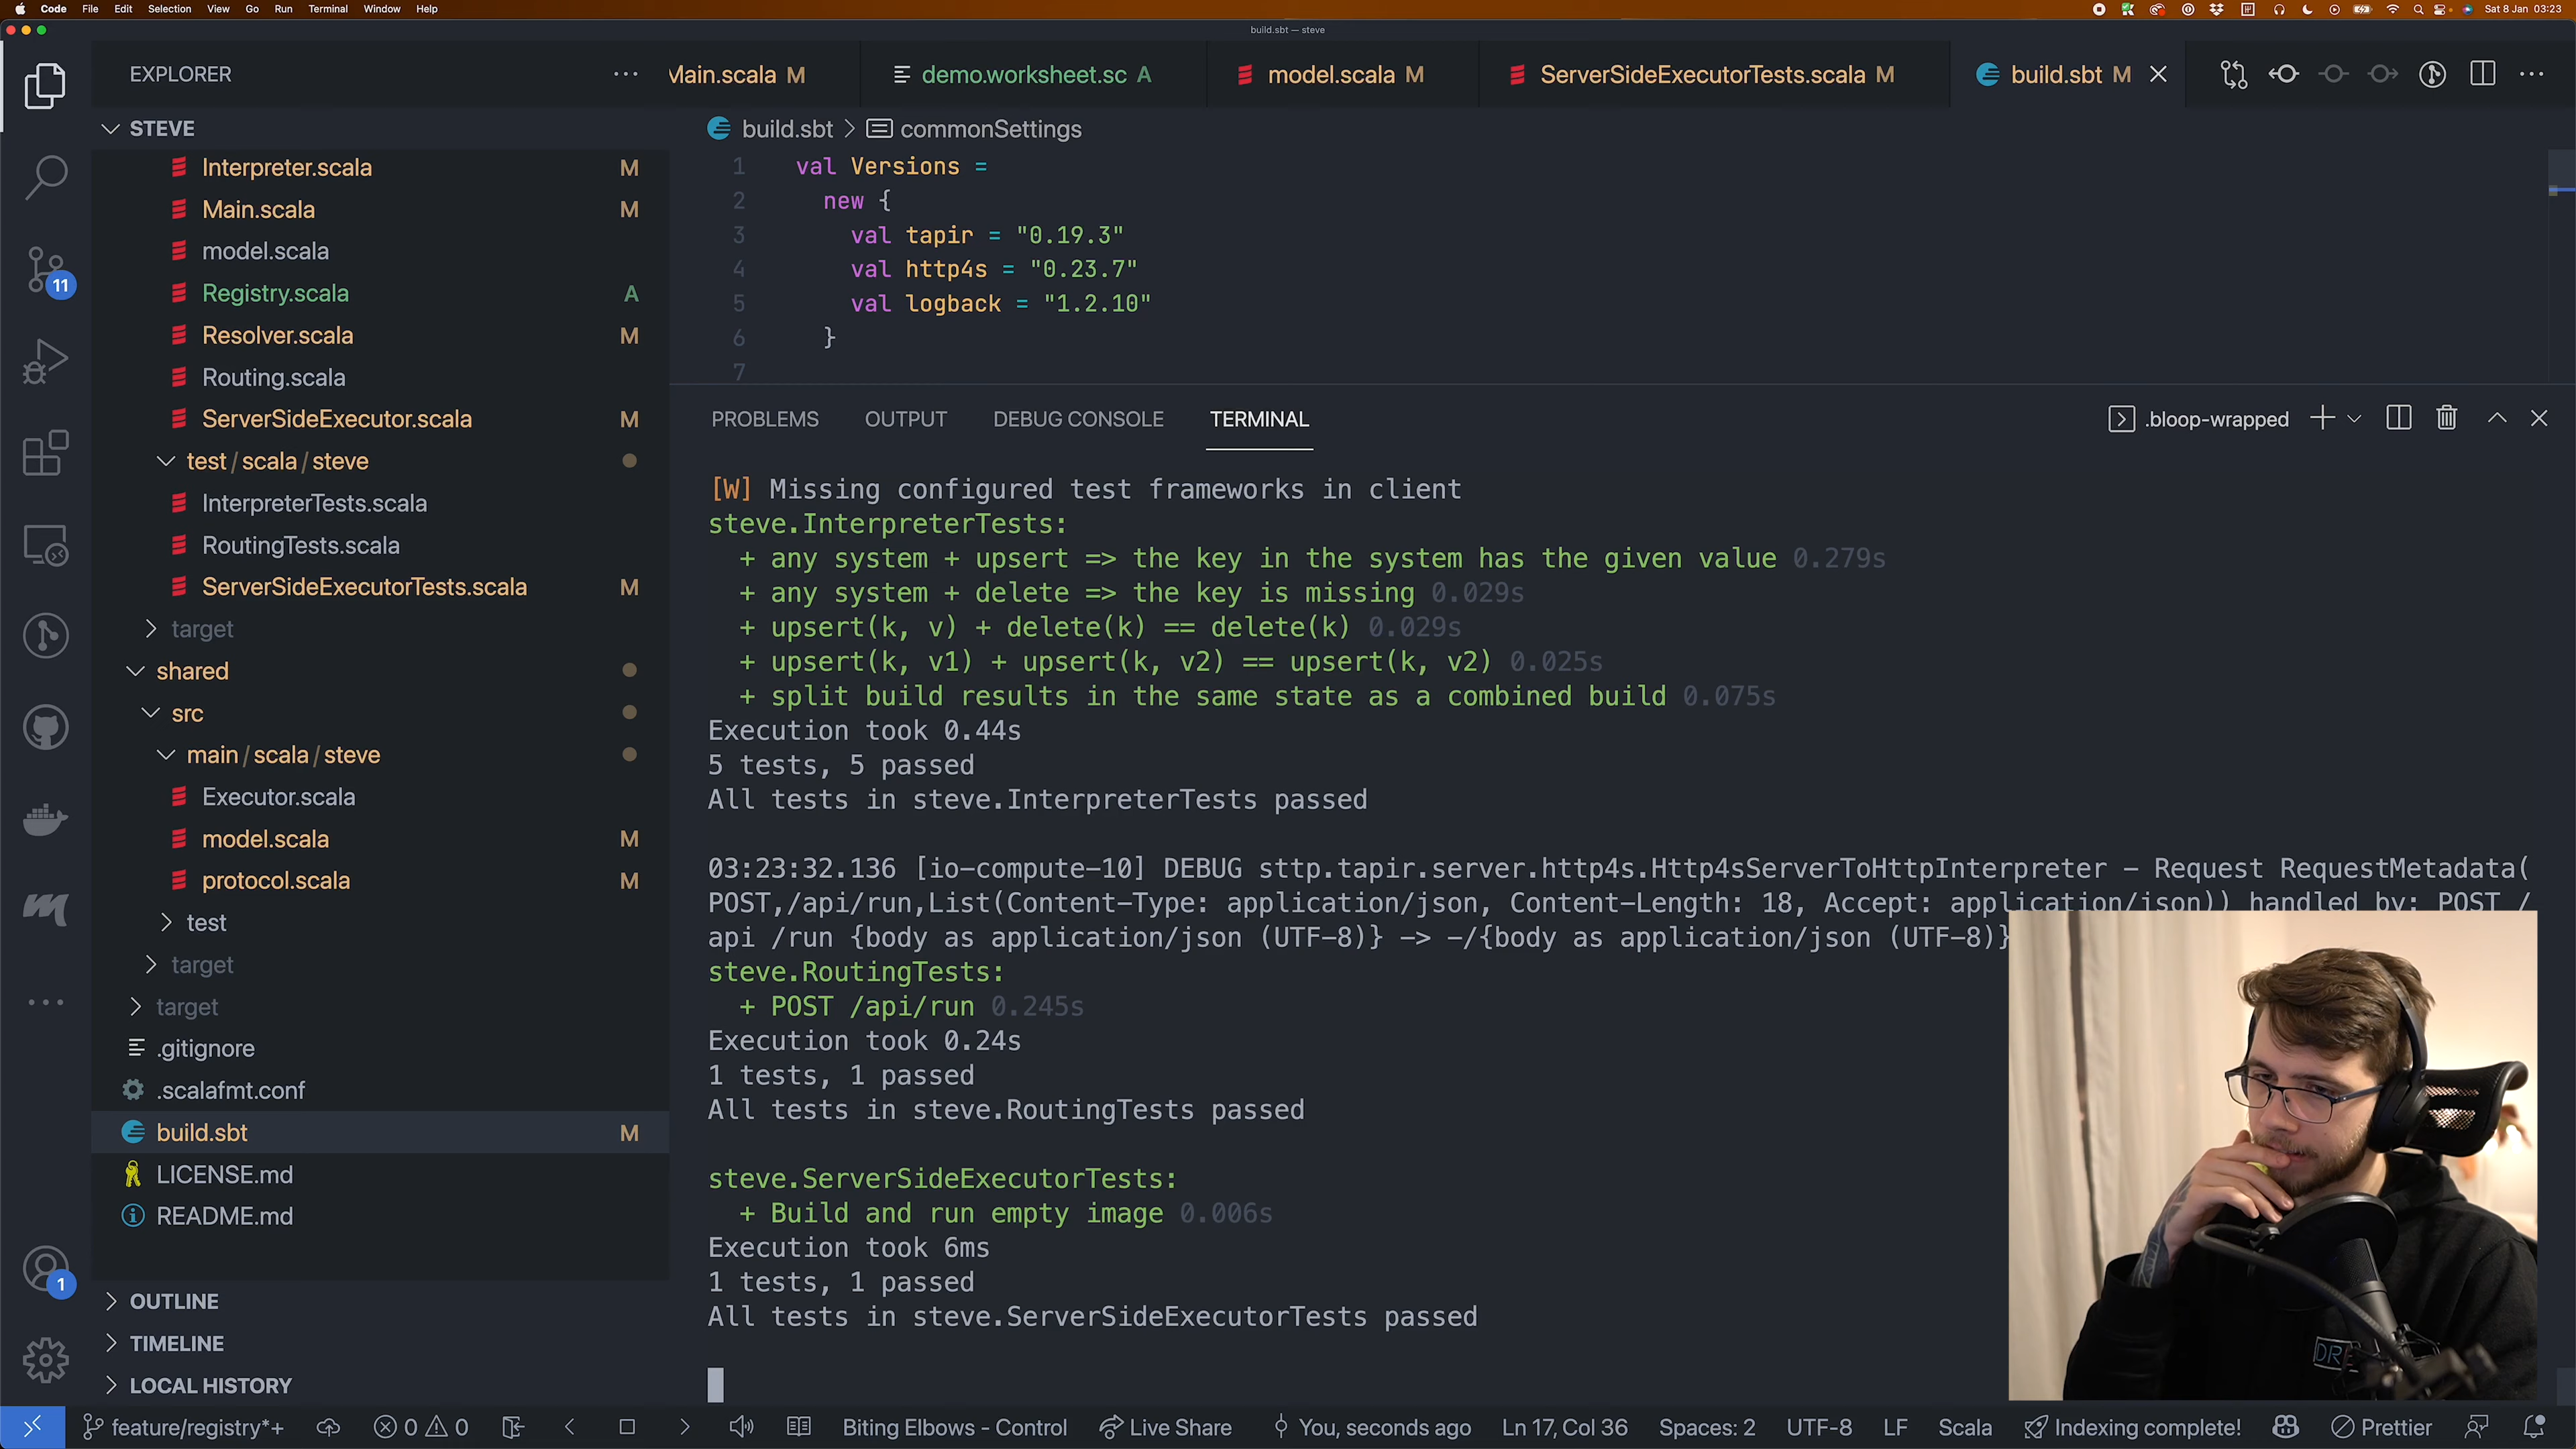 Code File Edit Selection View Go Run Terminal Window Help
Sat 8 Jan 03:23
build.sbt — steve
EXPLORER
Main.scala M
demo.worksheet.sc A
model.scala M
ServerSideExecutorTests.scala M
build.sbt M
STEVE
Interpreter.scala M
Main.scala M
model.scala
Registry.scala A
Resolver.scala M
Routing.scala
ServerSideExecutor.scala M
test / scala / steve
InterpreterTests.scala
RoutingTests.scala
ServerSideExecutorTests.scala M
target
shared
src
main / scala / steve
Executor.scala
model.scala M
protocol.scala M
test
target
target
.gitignore
.scalafmt.conf
build.sbt M
LICENSE.md
README.md
OUTLINE
TIMELINE
LOCAL HISTORY
11
1
build.sbt > commonSettings
1 val Versions =
2 new {
3 val tapir = "0.19.3"
4 val http4s = "0.23.7"
5 val logback = "1.2.10"
6 }
7
PROBLEMS OUTPUT DEBUG CONSOLE TERMINAL
.bloop-wrapped
[W] Missing configured test frameworks in client
steve.InterpreterTests:
+ any system + upsert => the key in the system has the given value 0.279s
+ any system + delete => the key is missing 0.029s
+ upsert(k, v) + delete(k) == delete(k) 0.029s
+ upsert(k, v1) + upsert(k, v2) == upsert(k, v2) 0.025s
+ split build results in the same state as a combined build 0.075s
Execution took 0.44s
5 tests, 5 passed
All tests in steve.InterpreterTests passed
03:23:32.136 [io-compute-10] DEBUG sttp.tapir.server.http4s.Http4sServerToHttpInterpreter - Request RequestMetadata(
POST,/api/run,List(Content-Type: application/json, Content-Length: 18, Accept: application/json)) handled by: POST /
api /run {body as application/json (UTF-8)} -> -/{body as application/json (UTF-8)}
steve.RoutingTests:
+ POST /api/run 0.245s
Execution took 0.24s
1 tests, 1 passed
All tests in steve.RoutingTests passed
steve.ServerSideExecutorTests:
+ Build and run empty image 0.006s
Execution took 6ms
1 tests, 1 passed
All tests in steve.ServerSideExecutorTests passed
feature/registry*+ 0 0 Biting Elbows - Control Live Share You, seconds ago Ln 17, Col 36 Spaces: 2 UTF-8 LF Scala Indexing complete! Prettier